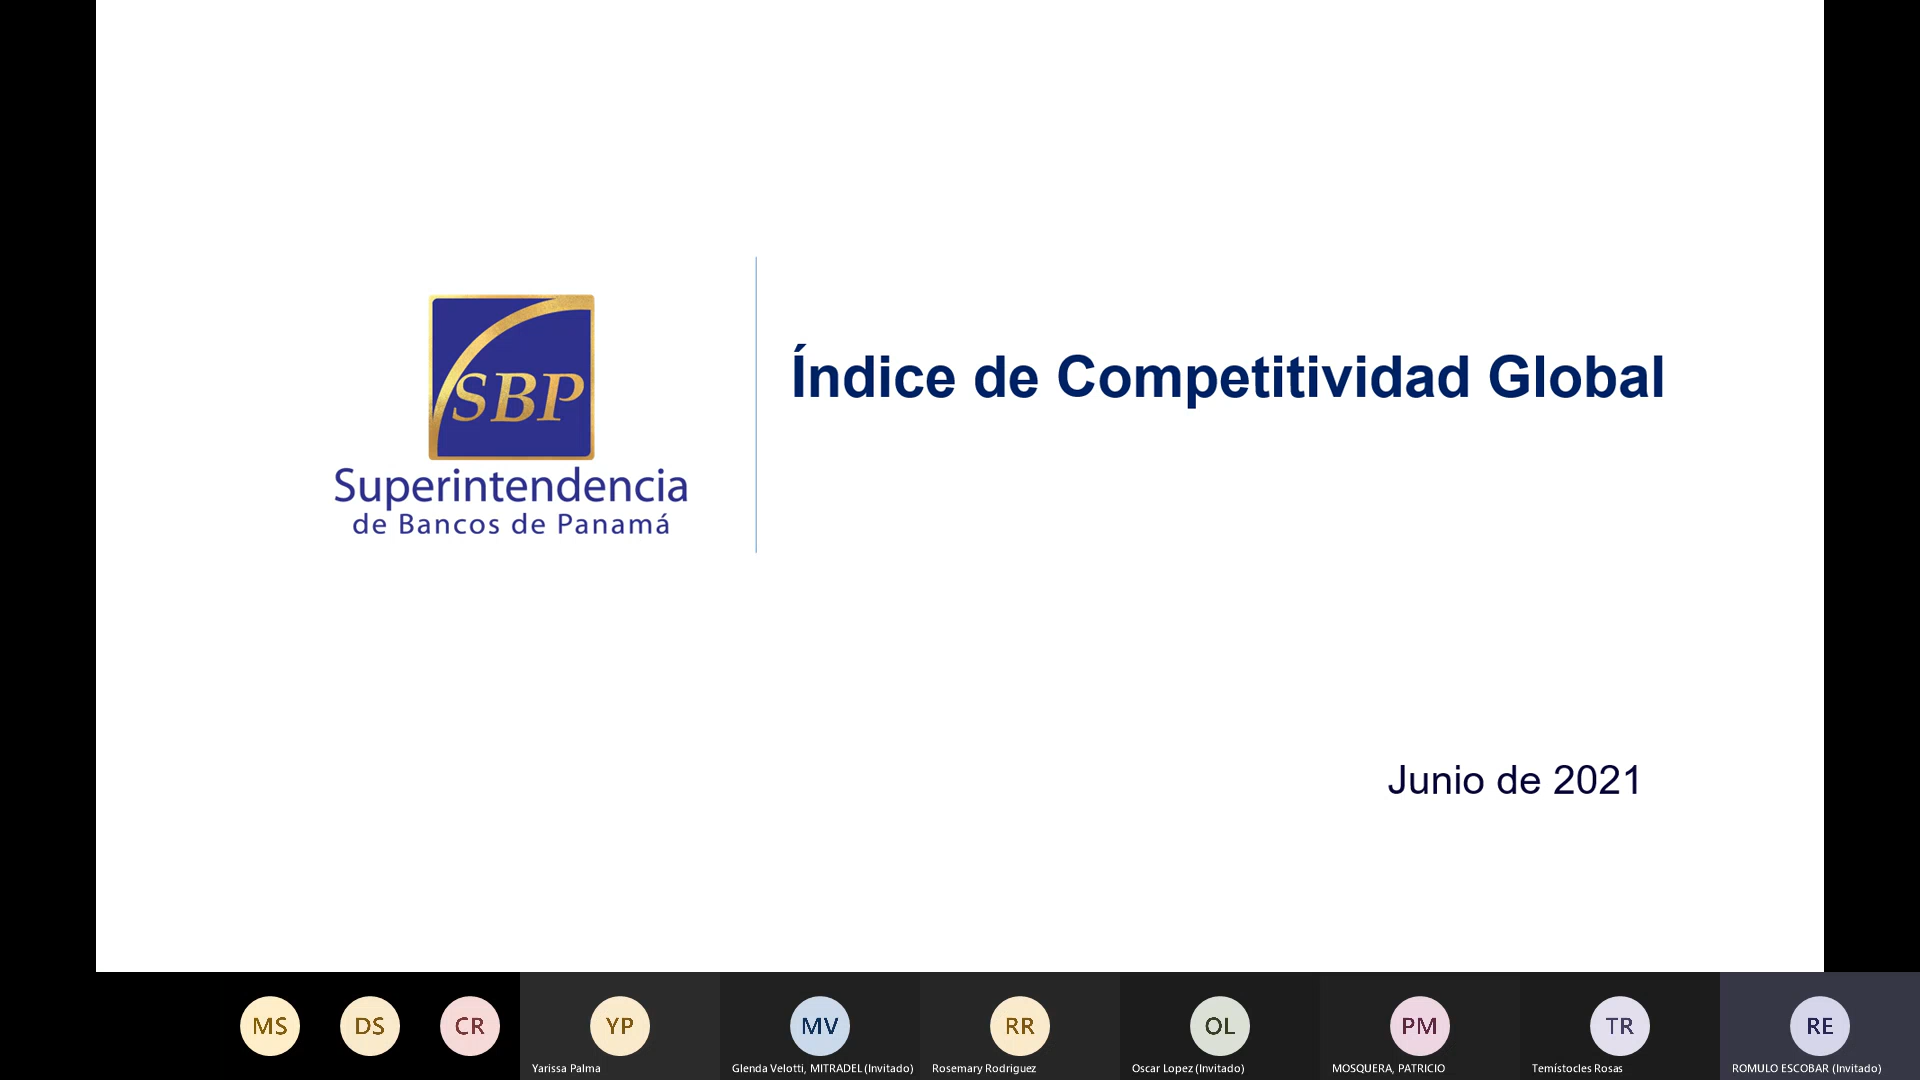 SBP
Superintendencia
de Bancos de Panamá
Índice de Competitividad Global
Junio de 2021
MS
DS
CR
YP
Yarissa Palma
MV
Glenda Velotti, MITRADEL (Invitado)
RR
Rosemary Rodriguez
OL
Oscar Lopez (Invitado)
PM
MOSQUERA, PATRICIO
TR
Temístocles Rosas
RE
ROMULO ESCOBAR (Invitado)